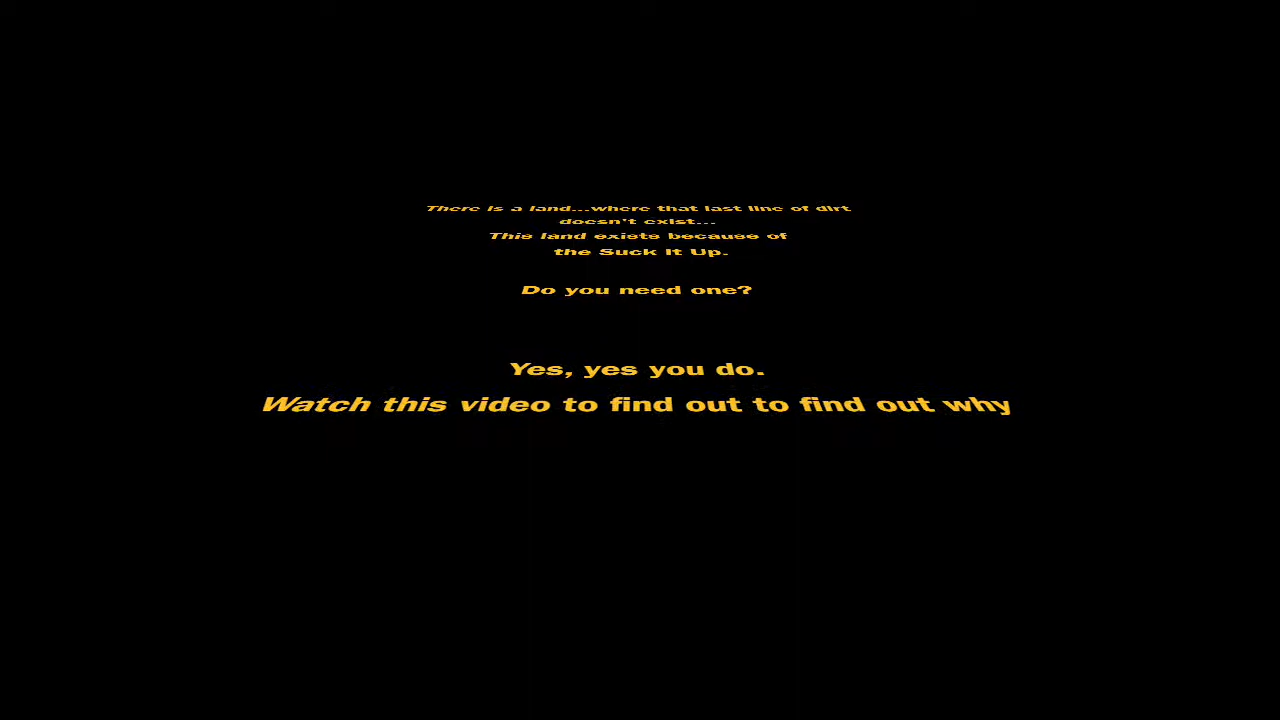 There is a land...where that last line of dirt
doesn't exist...
This land exists because of
the Suck It Up.
Do you need one?
Yes, yes you do.
Watch this video to find out to find out why